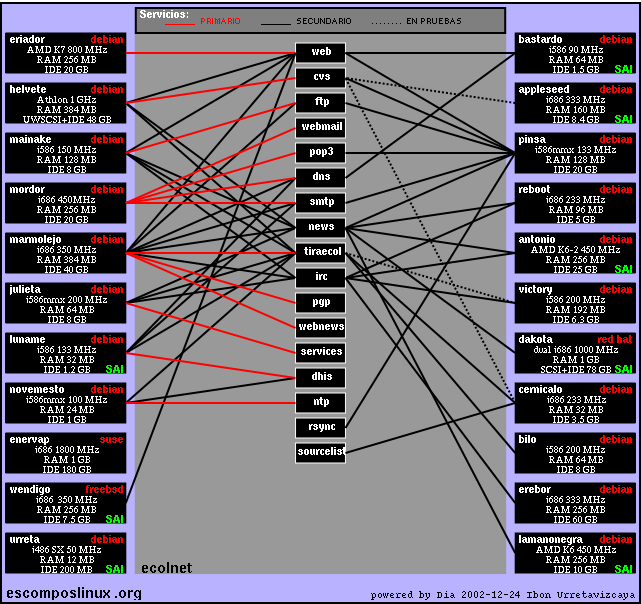 Servicios:
PRIMARIO SECUNDARIO EN PRUEBAS
eriador debian
AMD K7 800 MHz
RAM 256 MB
IDE 20 GB
helvete debian
Athlon 1 GHz
RAM 384 MB
UWSCSI+IDE 48 GB
mainake debian
i586 150 MHz
RAM 128 MB
IDE 8 GB
mordor debian
i686 450MHz
RAM 256 MB
IDE 20 GB
marmolejo debian
i686 350 MHz
RAM 384 MB
IDE 40 GB
julieta debian
i586mmx 200 MHz
RAM 64 MB
IDE 8 GB
luname debian
i586 133 MHz
RAM 32 MB
IDE 1.2 GB SAI
novemesto debian
i586mmx 100 MHz
RAM 24 MB
IDE 1 GB
enervap suse
i686 1800 MHz
RAM 1 GB
IDE 180 GB
wendigo freebsd
i686 350 MHz
RAM 256 MB
IDE 7.5 GB SAI
urreta debian
i486 SX 50 MHz
RAM 12 MB
IDE 200 MB SAI
web
cvs
ftp
webmail
pop3
dns
smtp
news
tiraecol
irc
pgp
webnews
services
dhis
ntp
rsync
sourcelist
bastardo debian
i586 90 MHz
RAM 64 MB
IDE 1.5 GB SAI
appleseed debian
i686 333 MHz
RAM 160 MB
IDE 8.4 GB SAI
pinsa debian
i586mmx 133 MHz
RAM 128 MB
IDE 20 GB
reboot debian
i686 233 MHz
RAM 96 MB
IDE 5 GB
antonio debian
AMD K6-2 450 MHz
RAM 256 MB
IDE 25 GB SAI
victory debian
i586 200 MHz
RAM 192 MB
IDE 6.3 GB
dakota red hat
dual i686 1000 MHz
RAM 1 GB
SCSI+IDE 78 GB SAI
cernicalo debian
i686 233 MHz
RAM 32 MB
IDE 3.5 GB
bilo debian
i586 200 MHz
RAM 64 MB
IDE 8 GB
erebor debian
i686 333 MHz
RAM 256 MB
IDE 60 GB
lamanonegra debian
AMD K6 450 MHz
RAM 256 MB
IDE 10 GB SAI
ecolnet
escomposlinux.org
powered by Dia 2002-12-24 Ibon Urretavizcaya